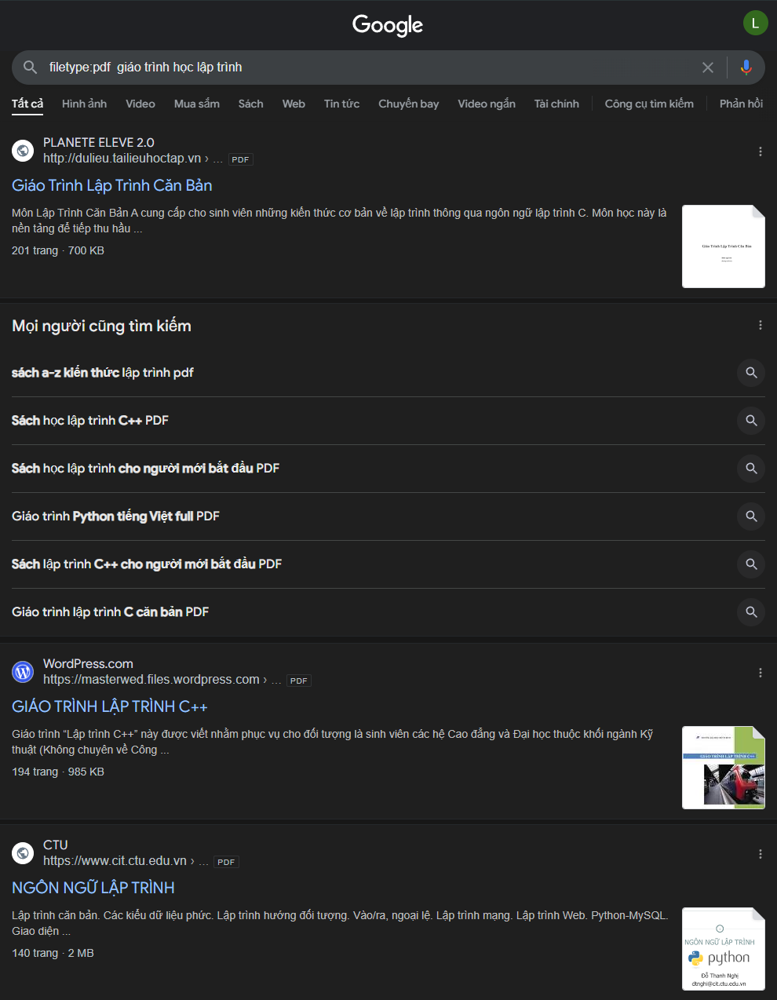 Google
L
filetype:pdf  giáo trình học lập trình
Tất cả
Hình ảnh
Video
Mua sắm
Sách
Web
Tin tức
Chuyến bay
Video ngắn
Tài chính
Công cụ tìm kiếm
Phản hồi
PLANETE ELEVE 2.0
http://dulieu.tailieuhoctap.vn › ... PDF
Giáo Trình Lập Trình Căn Bản
Môn Lập Trình Căn Bản A cung cấp cho sinh viên những kiến thức cơ bản về lập trình thông qua ngôn ngữ lập trình C. Môn học này là
nền tảng để tiếp thu hầu ...
201 trang · 700 KB
Giáo Trình Lập Trình Căn Bản
Mọi người cũng tìm kiếm
sách a-z kiến thức lập trình pdf
Sách học lập trình C++ PDF
Sách học lập trình cho người mới bắt đầu PDF
Giáo trình Python tiếng Việt full PDF
Sách lập trình C++ cho người mới bắt đầu PDF
Giáo trình lập trình C căn bản PDF
WordPress.com
https://masterwed.files.wordpress.com › ... PDF
GIÁO TRÌNH LẬP TRÌNH C++
Giáo trình “Lập trình C++” này được viết nhằm phục vụ cho đối tượng là sinh viên các hệ Cao đẳng và Đại học thuộc khối ngành Kỹ
thuật (Không chuyên về Công ...
194 trang · 985 KB
GIÁO TRÌNH LẬP TRÌNH C++
CTU
https://www.cit.ctu.edu.vn › ... PDF
NGÔN NGỮ LẬP TRÌNH
Lập trình căn bản. Các kiểu dữ liệu phức. Lập trình hướng đối tượng. Vào/ra, ngoại lệ. Lập trình mạng. Lập trình Web. Python-MySQL.
Giao diện ...
140 trang · 2 MB
NGÔN NGỮ LẬP TRÌNH
python
Đỗ Thanh Nghị
dtnghi@cit.ctu.edu.vn